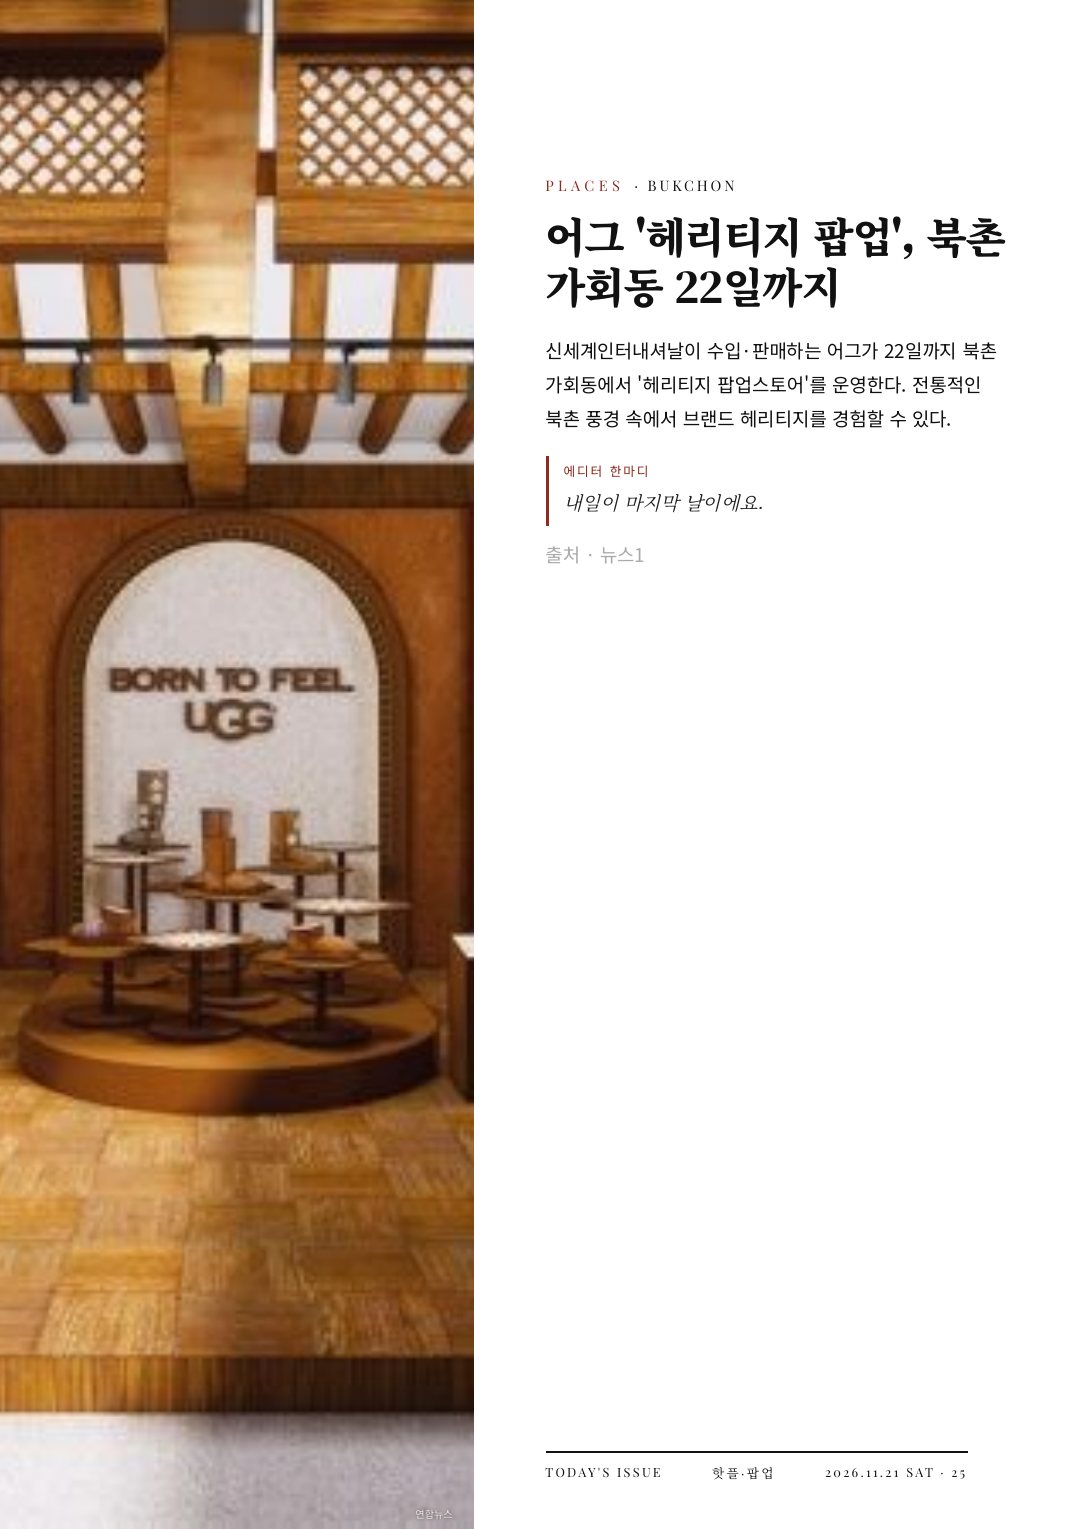 PLACES · BUKCHON
어그 '헤리티지 팝업', 북촌
가회동 22일까지
신세계인터내셔날이 수입·판매하는 어그가 22일까지 북촌
가회동에서 '헤리티지 팝업스토어'를 운영한다. 전통적인
북촌 풍경 속에서 브랜드 헤리티지를 경험할 수 있다.
에디터 한마디
내일이 마지막 날이에요.
출처 · 뉴스1
BORN TO FEEL
UGG
연합뉴스
TODAY'S ISSUE 핫플·팝업 2026.11.21 SAT · 25